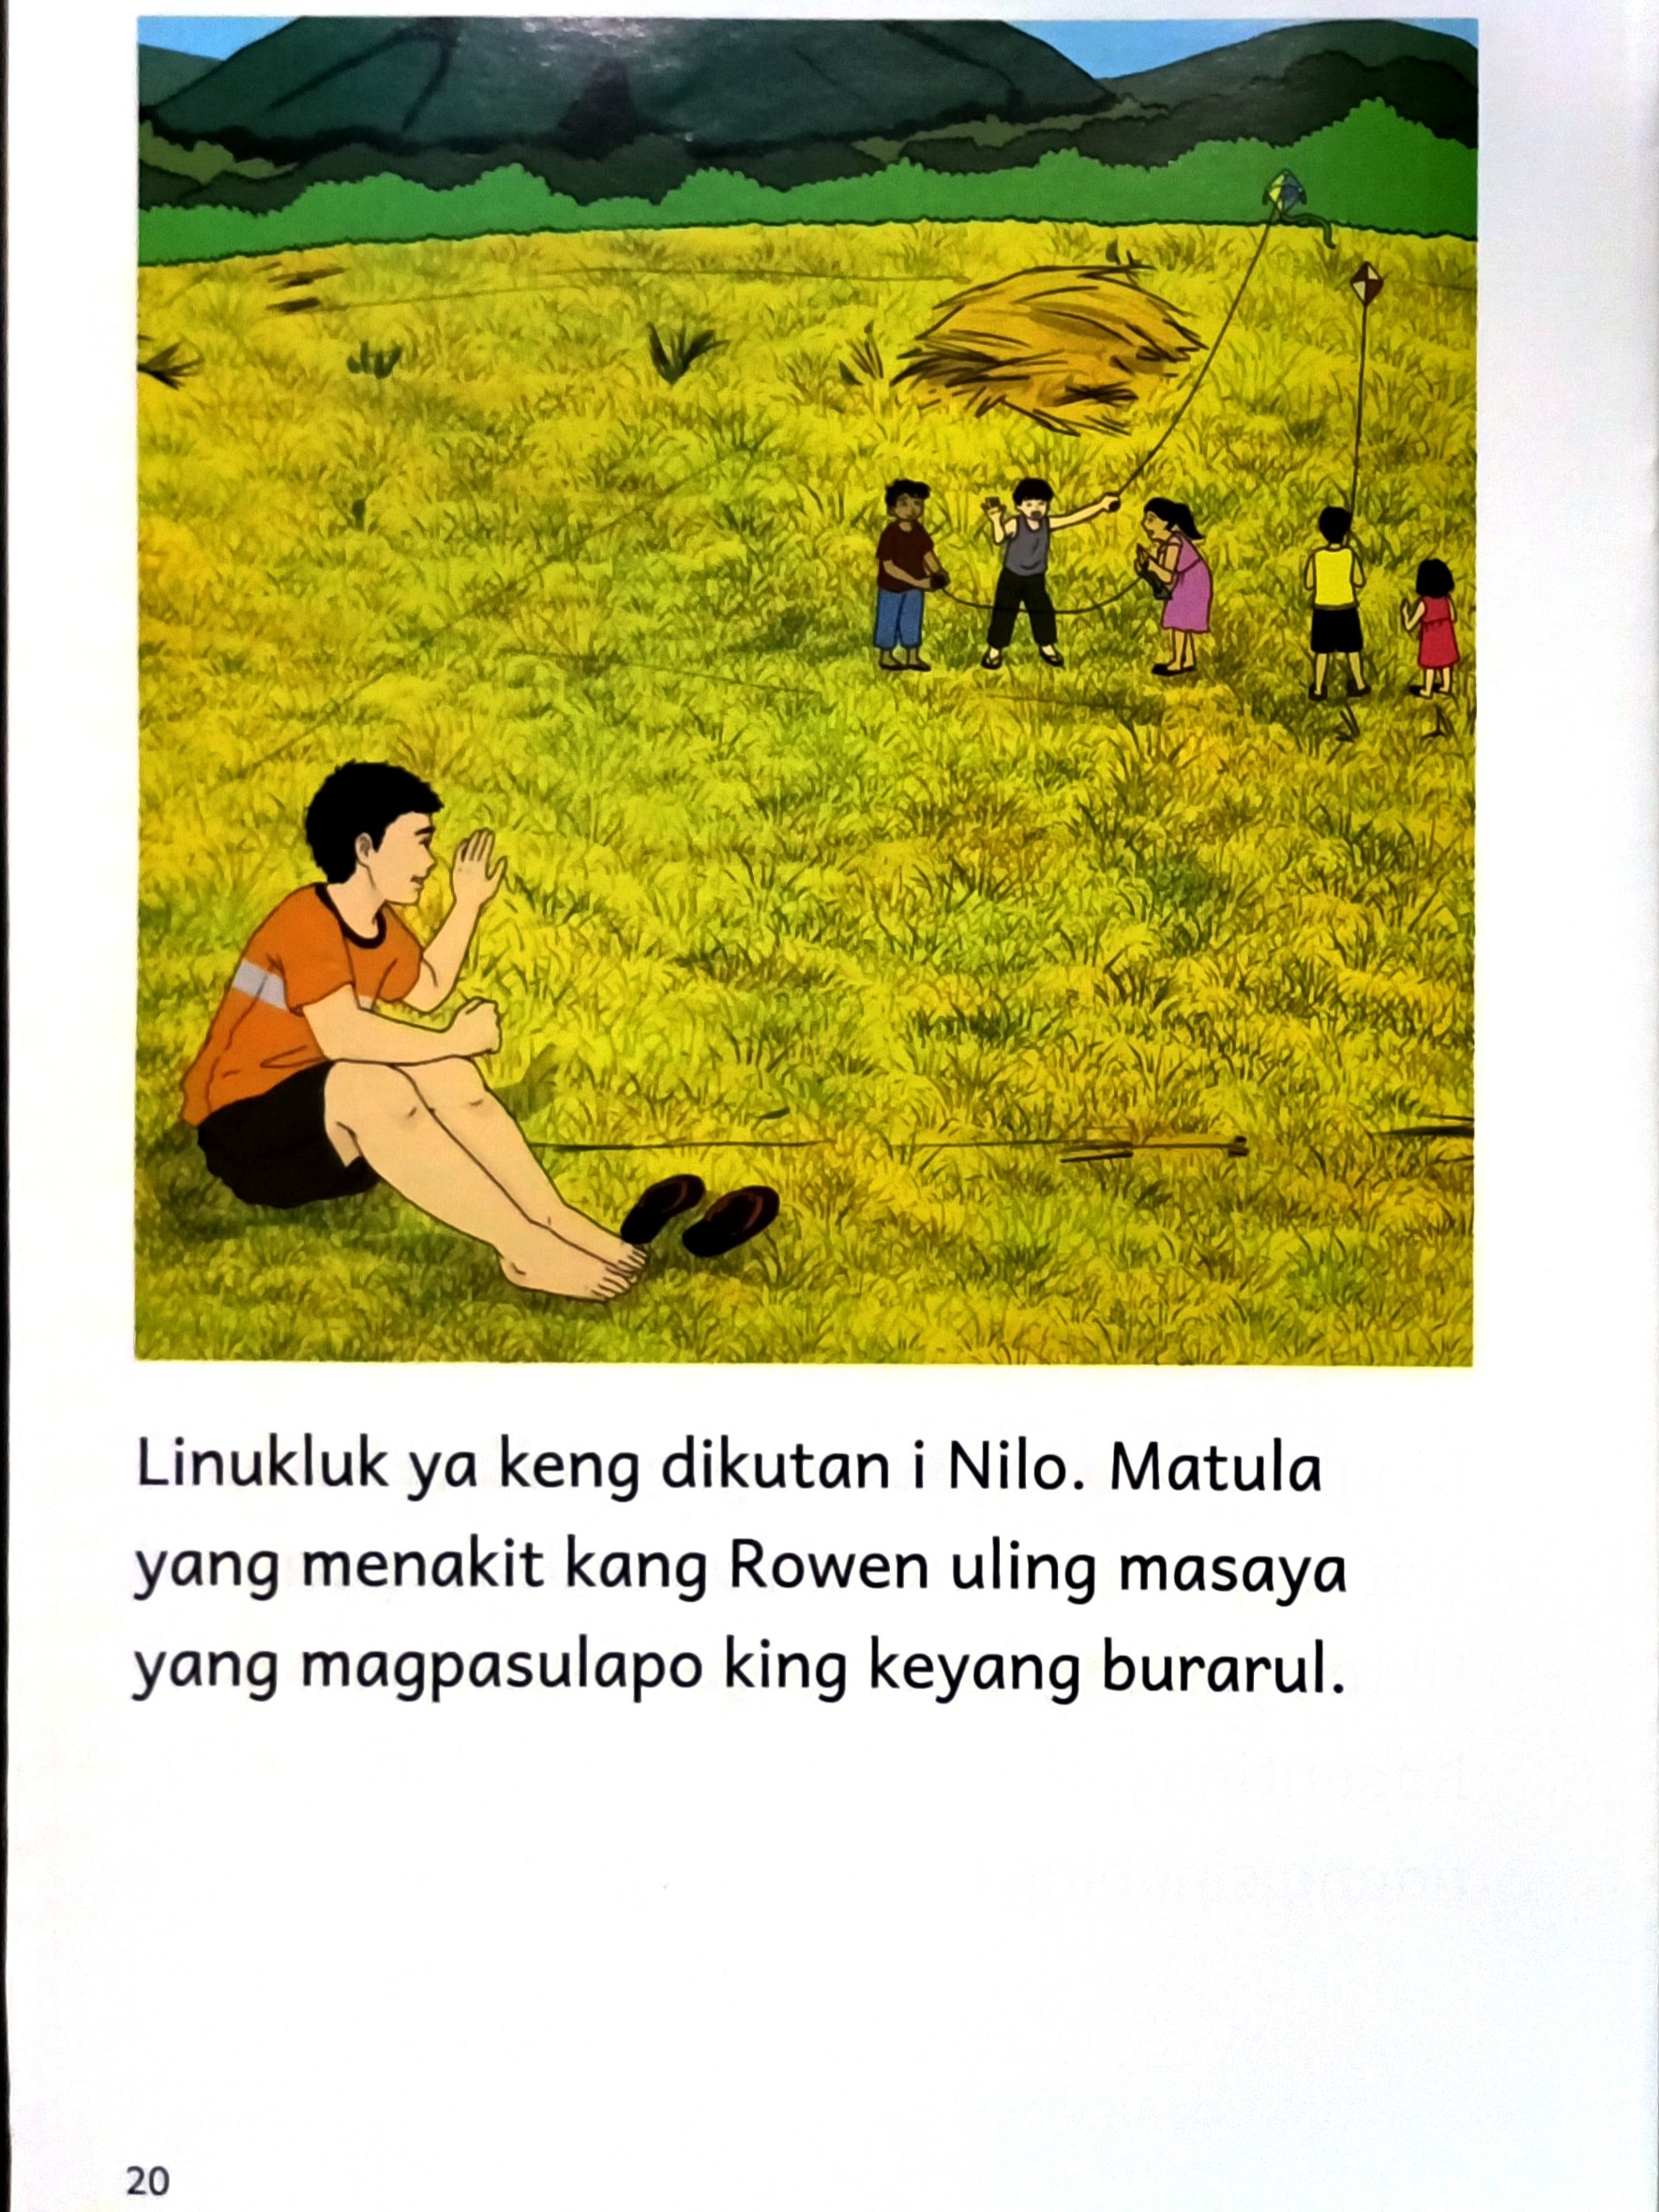 Linukluk ya keng dikutan i Nilo. Matula
yang menakit kang Rowen uling masaya
yang magpasulapo king keyang burarul.
20